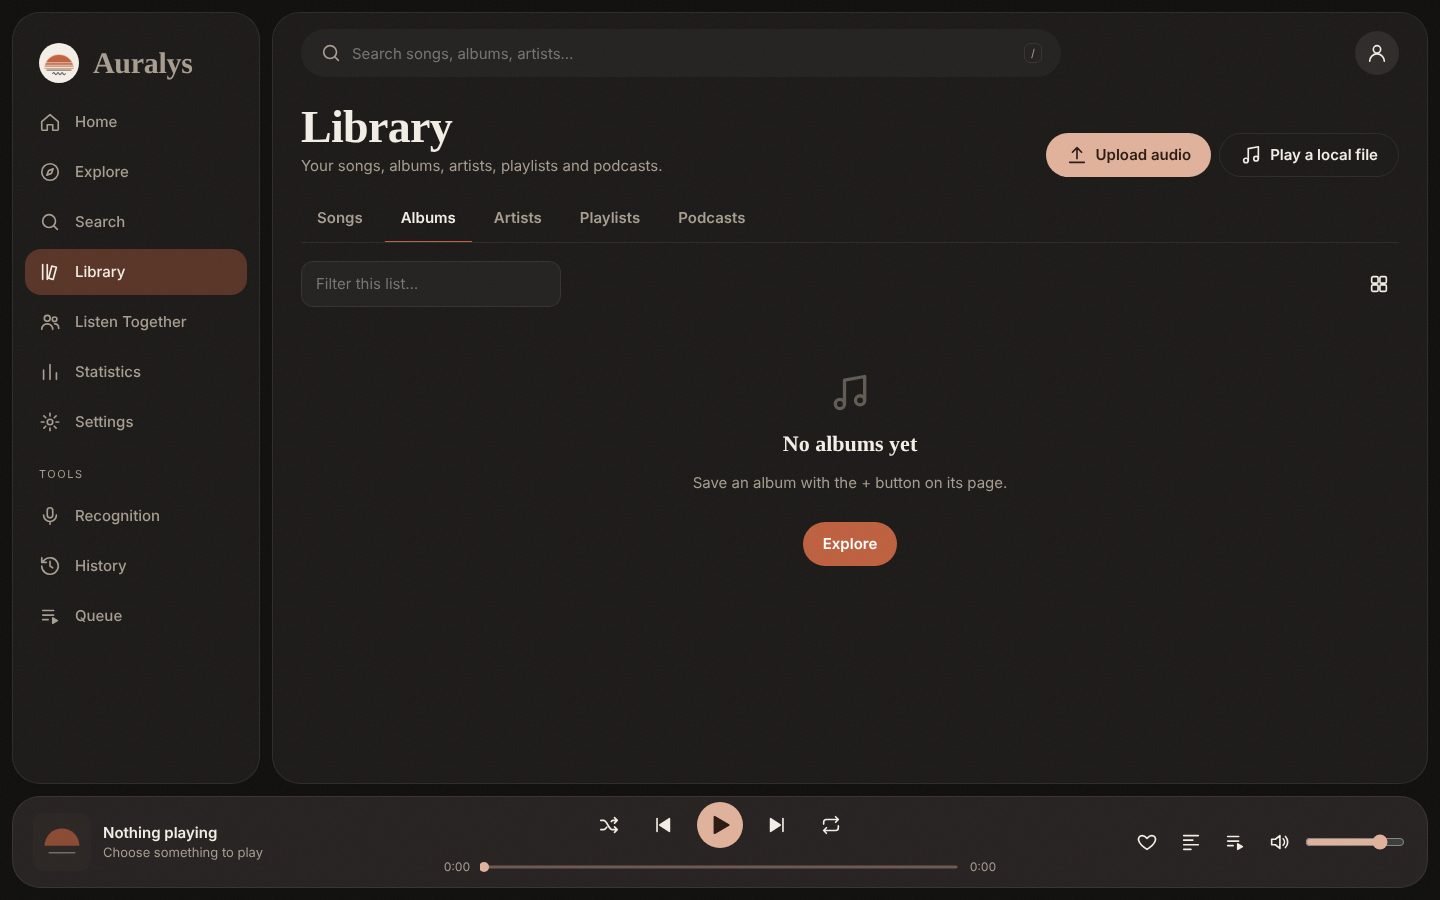 Auralys
Home
Explore
Search
Library
Listen Together
Statistics
Settings
TOOLS
Recognition
History
Queue
Search songs, albums, artists...
/
Library
Your songs, albums, artists, playlists and podcasts.
Upload audio
Play a local file
Songs Albums Artists Playlists Podcasts
Filter this list...
No albums yet
Save an album with the + button on its page.
Explore
Nothing playing
Choose something to play
0:00
0:00